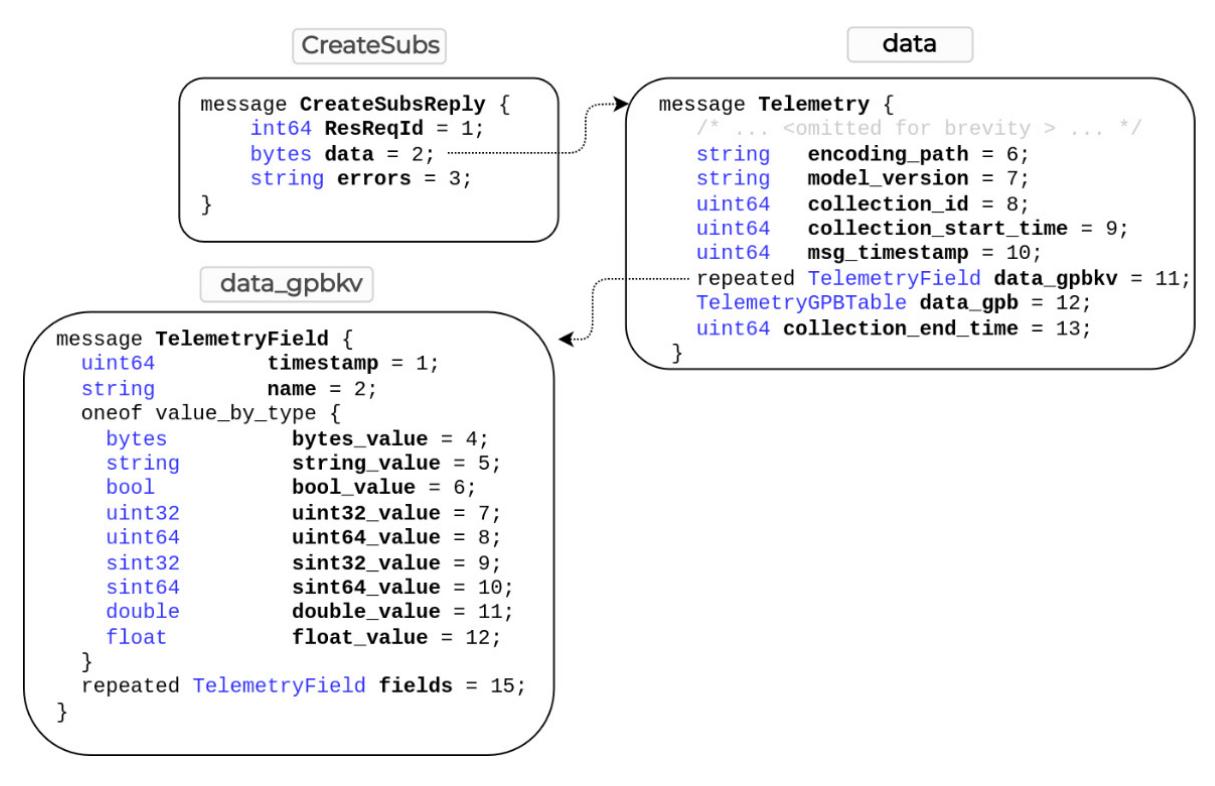 CreateSubs
message CreateSubsReply {
int64 ResReqId = 1;
bytes data = 2;
string errors = 3;
}
data
message Telemetry {
/* ... <omitted for brevity > ... */
string encoding_path = 6;
string model_version = 7;
uint64 collection_id = 8;
uint64 collection_start_time = 9;
uint64 msg_timestamp = 10;
repeated TelemetryField data_gpbkv = 11;
TelemetryGPBTable data_gpb = 12;
uint64 collection_end_time = 13;
}
data_gpbkv
message TelemetryField {
uint64 timestamp = 1;
string name = 2;
oneof value_by_type {
bytes bytes_value = 4;
string string_value = 5;
bool bool_value = 6;
uint32 uint32_value = 7;
uint64 uint64_value = 8;
sint32 sint32_value = 9;
sint64 sint64_value = 10;
double double_value = 11;
float float_value = 12;
}
repeated TelemetryField fields = 15;
}